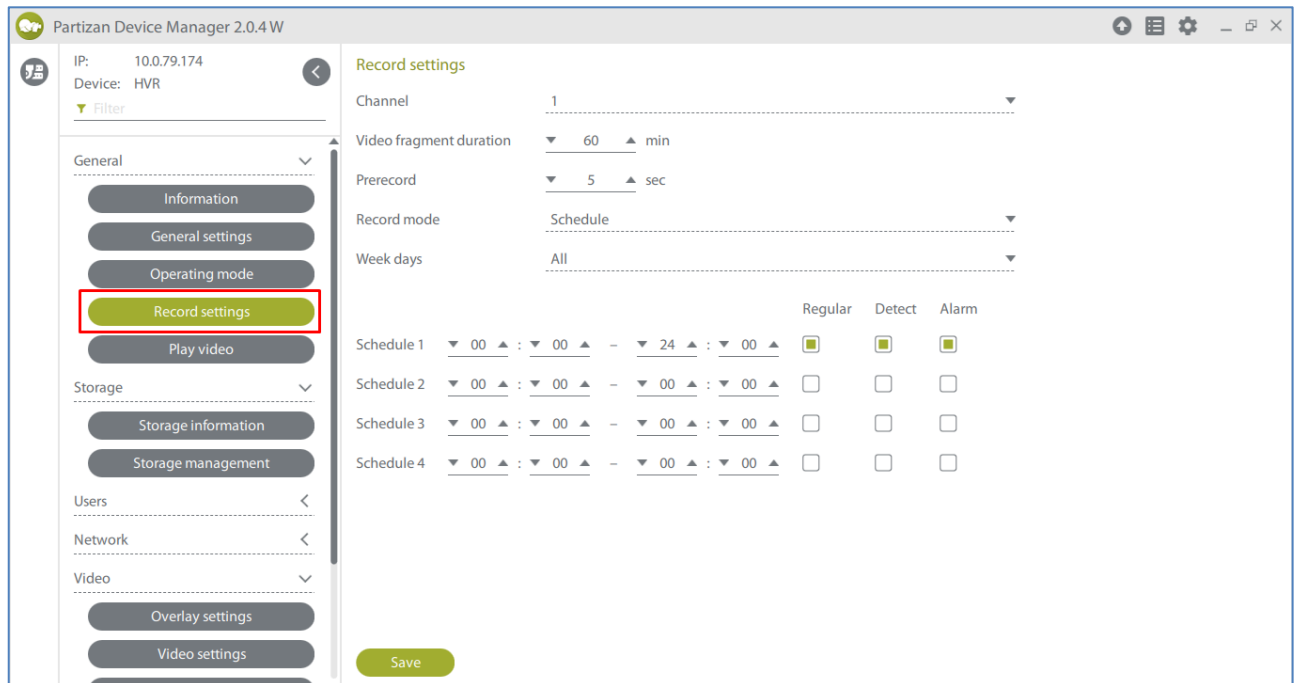 Partizan Device Manager 2.0.4 W
IP: 10.0.79.174
Device: HVR
Filter
General
Information
General settings
Operating mode
Record settings
Play video
Storage
Storage information
Storage management
Users
Network
Video
Overlay settings
Video settings
Record settings
Channel 1
Video fragment duration 60 min
Prerecord 5 sec
Record mode Schedule
Week days All
Regular Detect Alarm
Schedule 1 00 : 00 – 24 : 00
Schedule 2 00 : 00 – 00 : 00
Schedule 3 00 : 00 – 00 : 00
Schedule 4 00 : 00 – 00 : 00
Save